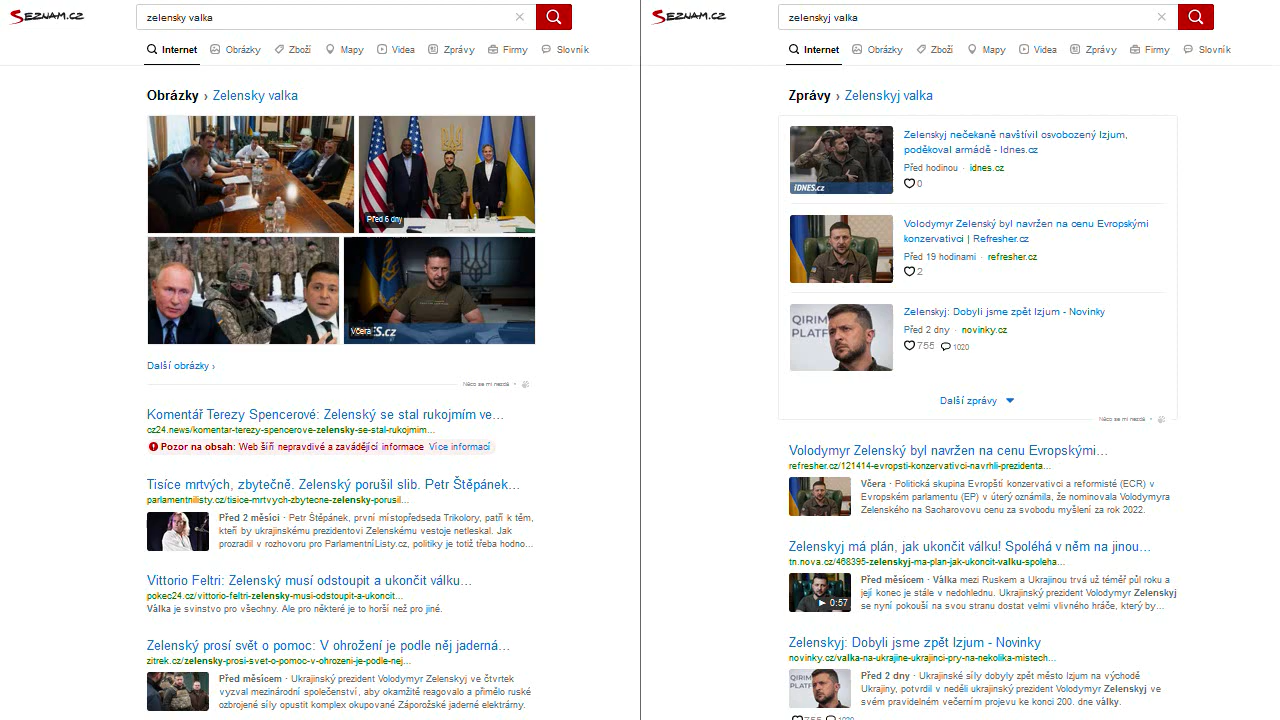 SEZNAM.CZ
zelensky valka
Internet
Obrázky
Zboží
Mapy
Videa
Zprávy
Firmy
Slovník
Obrázky › Zelensky valka
Před 6 dny
Včera
ES.cz
Další obrázky ›
Něco se mi nezdá
Komentář Terezy Spencerové: Zelenský se stal rukojmím ve...
cz24.news/komentar-terezy-spencerove-zelensky-se-stal-rukojmim...
Pozor na obsah: Web šíří nepravdivé a zavádějící informace Více informací
Tisíce mrtvých, zbytečně. Zelenský porušil slib. Petr Štěpánek...
parlamentnilisty.cz/tisice-mrtvych-zbytecne-zelensky-porusil...
Před 2 měsíci · Petr Štěpánek, první místopředseda Trikolory, patří k těm,
kteří by ukrajinskému prezidentovi Zelenskému vestoje netleskal. Jak
prozradil v rozhovoru pro ParlamentníListy.cz, politiky je totiž třeba hodno...
Vittorio Feltri: Zelenský musí odstoupit a ukončit válku...
pokec24.cz/vittorio-feltri-zelensky-musi-odstoupit-a-ukoncit...
Válka je svinstvo pro všechny. Ale pro některé je to horší než pro jiné.
Zelenský prosí svět o pomoc: V ohrožení je podle něj jaderná...
zitrek.cz/zelensky-prosi-svet-o-pomoc-v-ohrozeni-je-podle-nej...
Před měsícem · Ukrajinský prezident Volodymyr Zelenskyj ve čtvrtek
vyzval mezinárodní společenství, aby okamžitě reagovalo a přimělo ruské
ozbrojené síly opustit komplex okupované Záporožské jaderné elektrárny.
SEZNAM.CZ
zelenskyj valka
Internet
Obrázky
Zboží
Mapy
Videa
Zprávy
Firmy
Slovník
Zprávy › Zelenskyj valka
iDNES.cz
Zelenskyj nečekaně navštívil osvobozený Izjum,
poděkoval armádě - Idnes.cz
Před hodinou · idnes.cz
0
Volodymyr Zelenský byl navržen na cenu Evropskými
konzervativci | Refresher.cz
Před 19 hodinami · refresher.cz
2
QIRIM
PLATF
Zelenskyj: Dobyli jsme zpět Izjum - Novinky
Před 2 dny · novinky.cz
755
1020
Další zprávy
Něco se mi nezdá
Volodymyr Zelenský byl navržen na cenu Evropskými...
refresher.cz/121414-evropsti-konzervativci-navrhli-prezidenta...
Včera · Politická skupina Evropští konzervativci a reformisté (ECR) v
Evropském parlamentu (EP) v úterý oznámila, že nominovala Volodymyra
Zelenského na Sacharovovu cenu za svobodu myšlení za rok 2022.
Zelenskyj má plán, jak ukončit válku! Spoléhá v něm na jinou...
tn.nova.cz/468395-zelenskyj-ma-plan-jak-ukoncit-valku-spoleha...
0:57
Před měsícem · Válka mezi Ruskem a Ukrajinou trvá už téměř půl roku a
její konec je stále v nedohlednu. Ukrajinský prezident Volodymyr Zelenskyj
se nyní pokouší na svou stranu dostat velmi vlivného hráče, který by...
Zelenskyj: Dobyli jsme zpět Izjum - Novinky
novinky.cz/valka-na-ukrajine-ukrajinci-pry-na-nekolika-mistech...
QIRIM
PLATF
Před 2 dny · Ukrajinské síly dobyly zpět město Izjum na východě
Ukrajiny, potvrdil v neděli ukrajinský prezident Volodymyr Zelenskyj ve
svém pravidelném večerním projevu ke konci 200. dne války.
755
1020